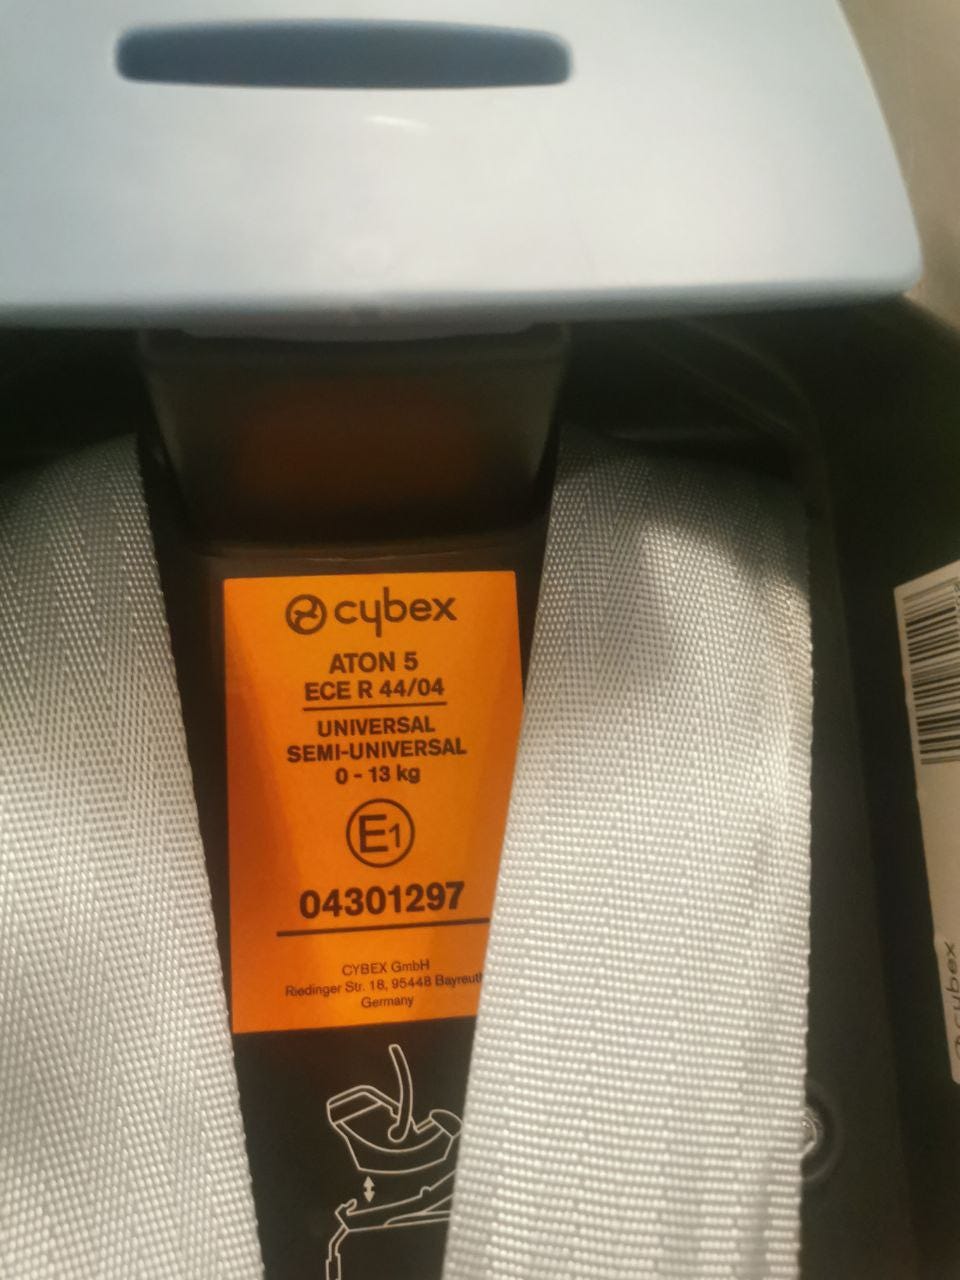 cybex
ATON 5
ECE R 44/04
UNIVERSAL
SEMI-UNIVERSAL
0 - 13 kg
E1
04301297
CYBEX GmbH
Riedinger Str. 18, 95448 Bayreuth
Germany
cybex